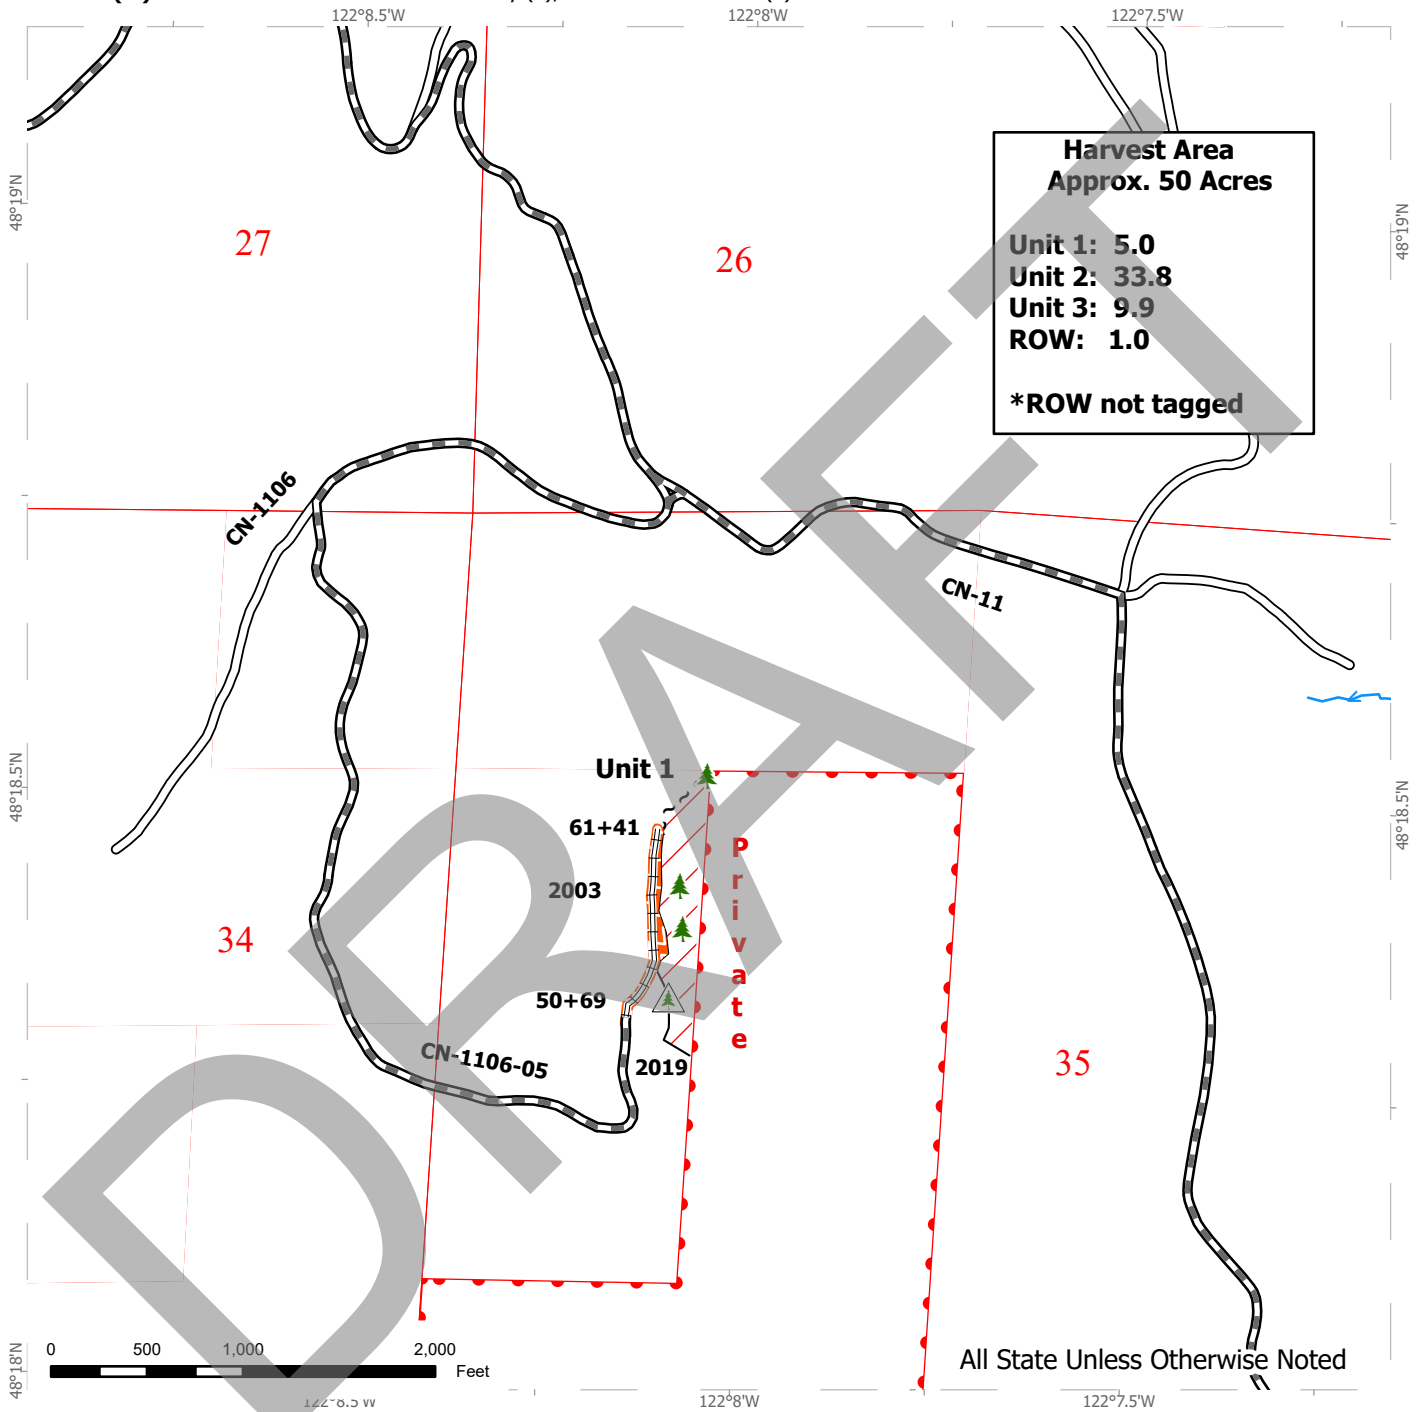 122°8.5'W
122°8'W
122°7.5'W
48°19'N
48°19'N
Harvest Area
Approx. 50 Acres
Unit 1: 5.0
Unit 2: 33.8
Unit 3: 9.9
ROW: 1.0
*ROW not tagged
27
26
CN-1106
CN-11
48°18.5'N
48°18.5'N
Unit 1
61+41
Private
2003
34
50+69
CN-1106-05
2019
35
DRAFT
0 500 1,000 2,000
Feet
All State Unless Otherwise Noted
48°18'N
122°8.5'W
122°8'W
122°7.5'W